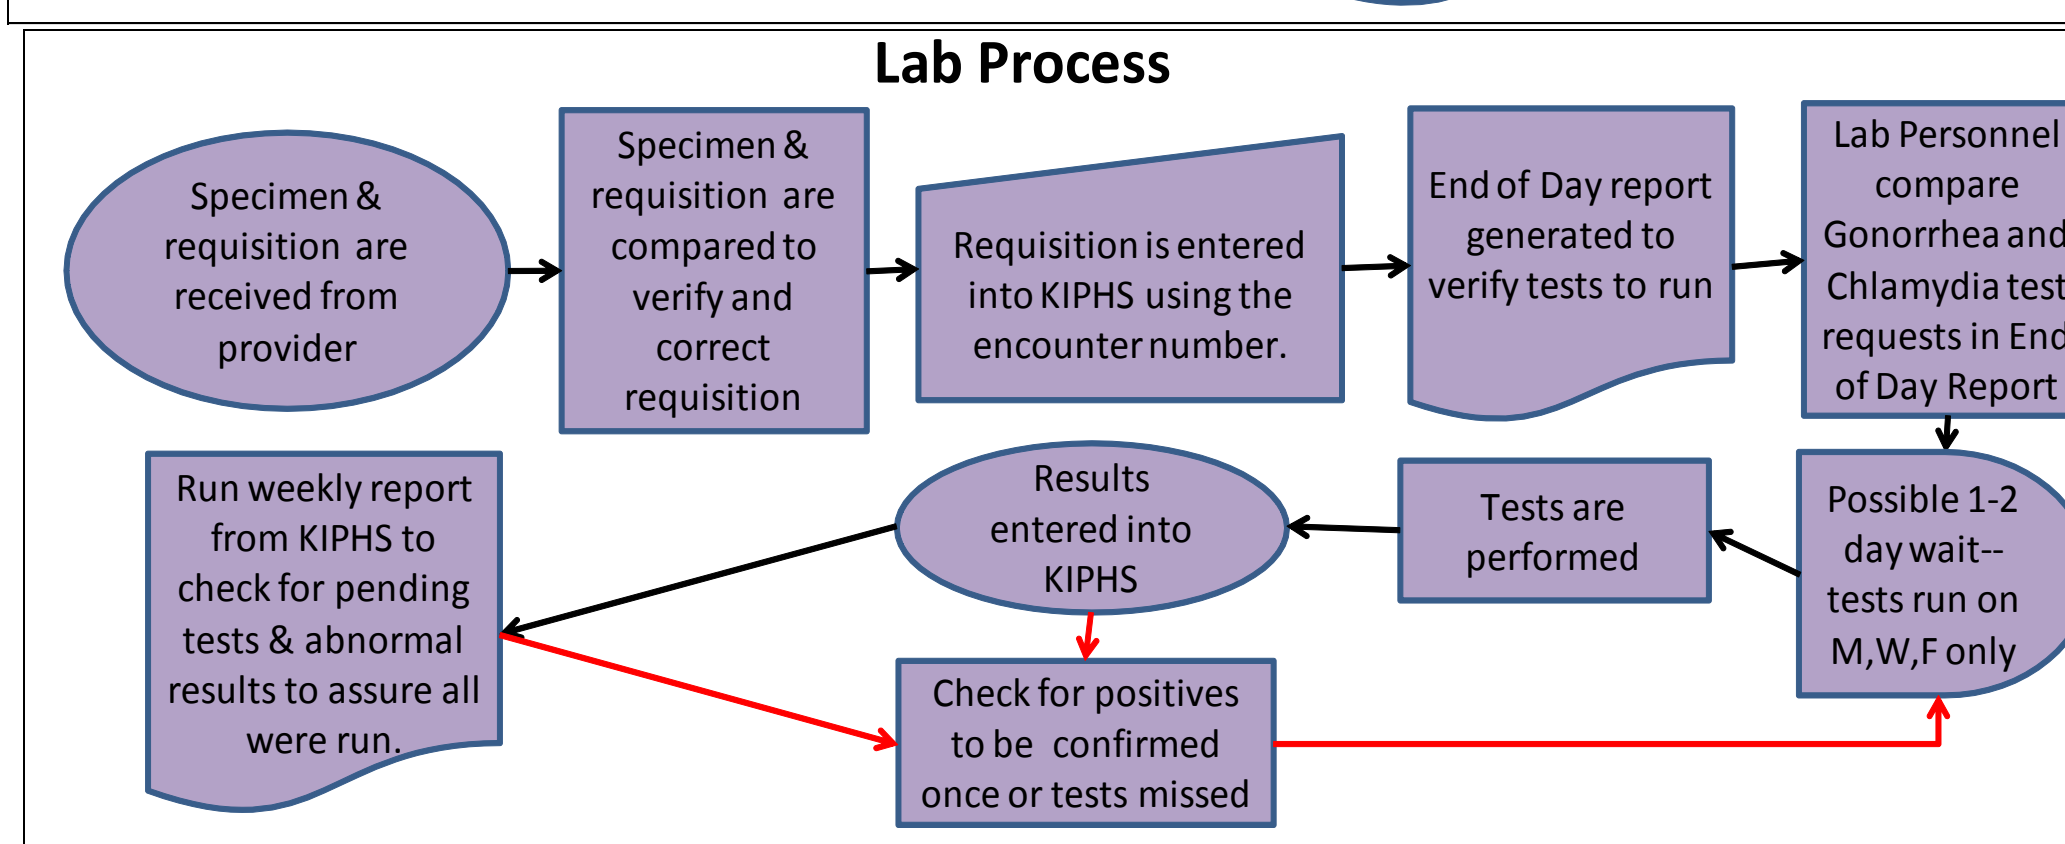 Lab Process
Specimen &
requisition are
received from
provider
Specimen &
requisition are
compared to
verify and
correct
requisition
Requisition is entered
into KIPHS using the
encounter number.
End of Day report
generated to
verify tests to run
Lab Personnel
compare
Gonorrhea and
Chlamydia test
requests in End
of Day Report
Possible 1-2
day wait--
tests run on
M,W,F only
Tests are
performed
Results
entered into
KIPHS
Run weekly report
from KIPHS to
check for pending
tests & abnormal
results to assure all
were run.
Check for positives
to be confirmed
once or tests missed